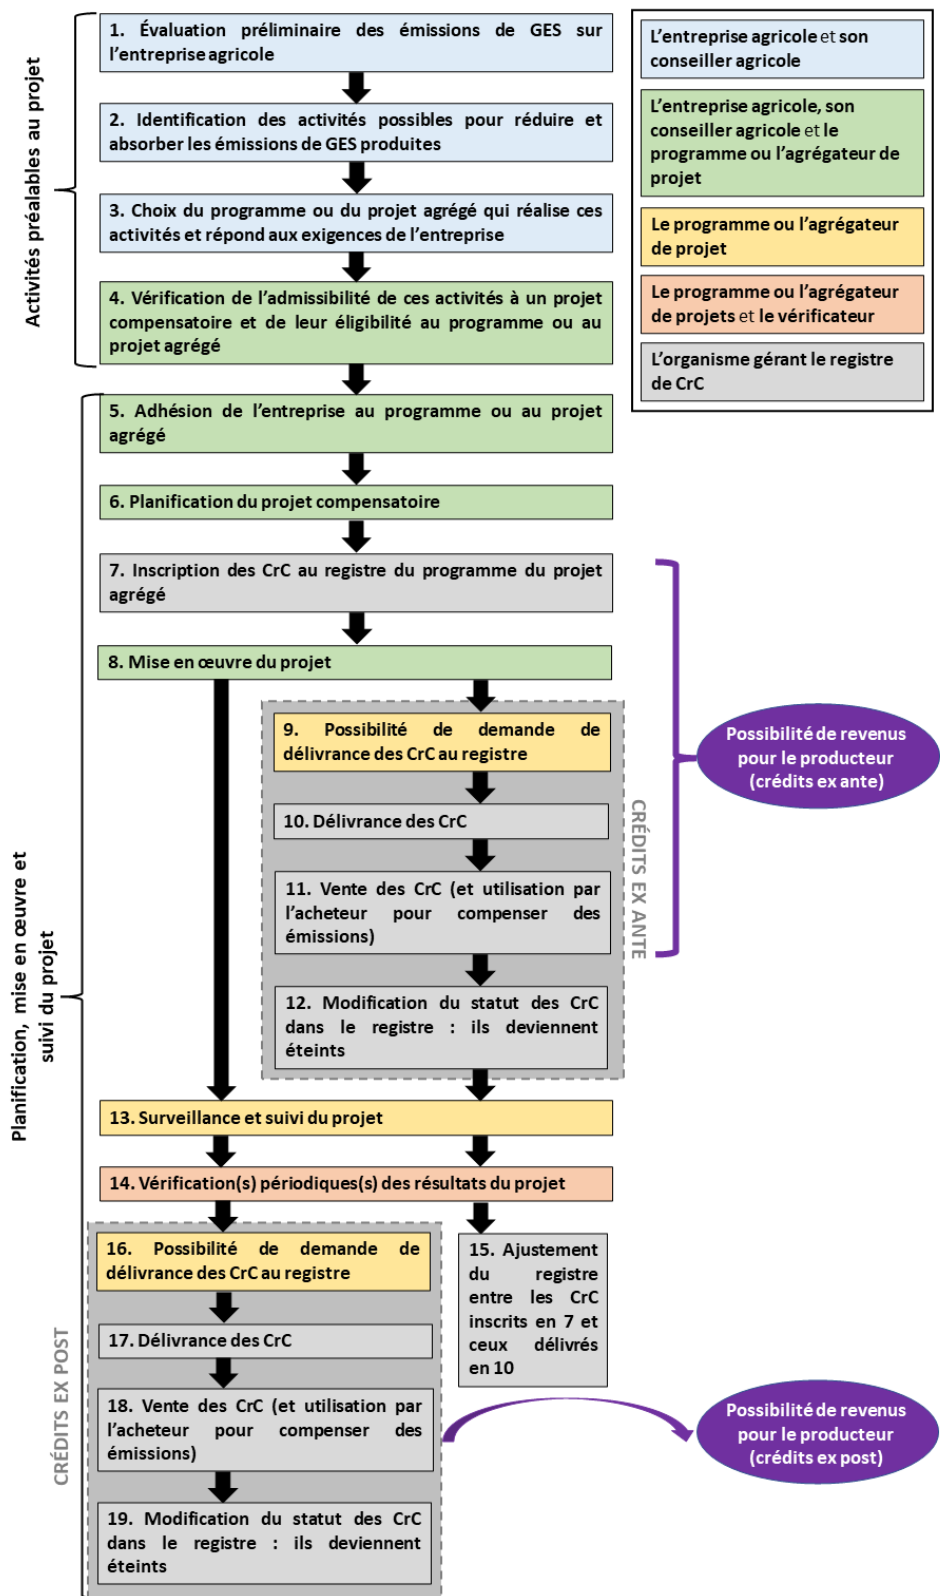 Activités préalables au projet
1. Évaluation préliminaire des émissions de GES sur
l'entreprise agricole
2. Identification des activités possibles pour réduire et
absorber les émissions de GES produites
3. Choix du programme ou du projet agrégé qui réalise ces
activités et répond aux exigences de l'entreprise
4. Vérification de l'admissibilité de ces activités à un projet
compensatoire et de leur éligibilité au programme ou au
projet agrégé
L'entreprise agricole et son
conseiller agricole
L'entreprise agricole, son
conseiller agricole et le
programme ou l'agrégateur de
projet
Le programme ou l'agrégateur
de projet
Le programme ou l'agrégateur
de projets et le vérificateur
L'organisme gérant le registre
de CrC
Planification, mise en œuvre et
suivi du projet
5. Adhésion de l'entreprise au programme ou au projet
agrégé
6. Planification du projet compensatoire
7. Inscription des CrC au registre du programme du projet
agrégé
8. Mise en œuvre du projet
9. Possibilité de demande de
délivrance des CrC au registre
10. Délivrance des CrC
11. Vente des CrC (et utilisation par
l'acheteur pour compenser des
émissions)
12. Modification du statut des CrC
dans le registre : ils deviennent
éteints
CRÉDITS EX ANTE
Possibilité de revenus
pour le producteur
(crédits ex ante)
13. Surveillance et suivi du projet
14. Vérification(s) périodiques(s) des résultats du projet
15. Ajustement
du registre
entre les CrC
inscrits en 7 et
ceux délivrés
en 10
CRÉDITS EX POST
16. Possibilité de demande de
délivrance des CrC au registre
17. Délivrance des CrC
18. Vente des CrC (et utilisation par
l'acheteur pour compenser des
émissions)
19. Modification du statut des CrC
dans le registre : ils deviennent
éteints
Possibilité de revenus
pour le producteur
(crédits ex post)